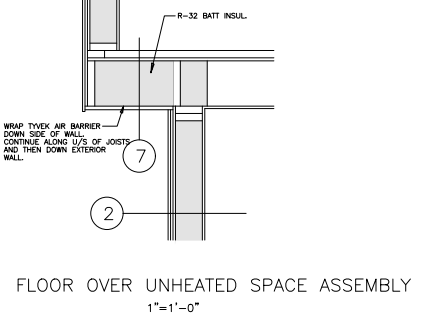 R-32 BATT INSUL.
WRAP TYVEK AIR BARRIER
DOWN SIDE OF WALL.
CONTINUE ALONG U/S OF JOISTS
AND THEN DOWN EXTERIOR
WALL.
7
2
FLOOR OVER UNHEATED SPACE ASSEMBLY
1"=1'-0"